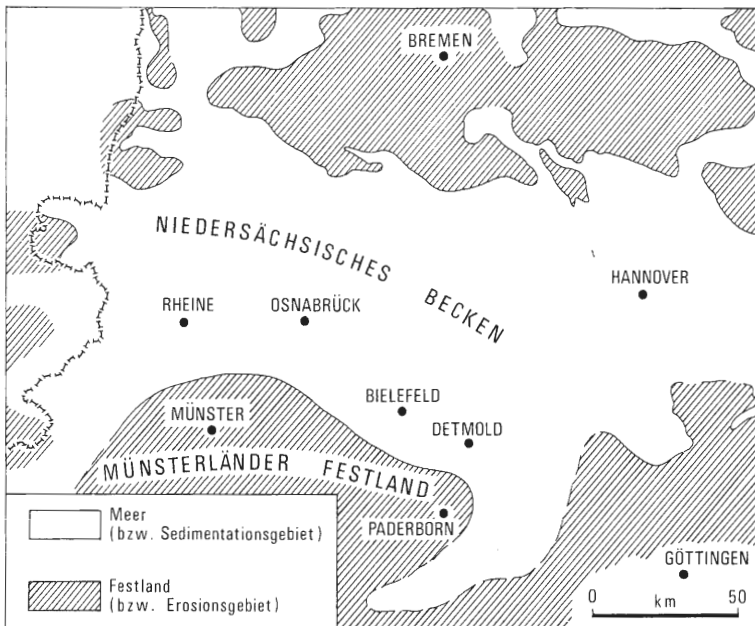 BREMEN
NIEDERSÄCHSISCHES BECKEN
HANNOVER
RHEINE
OSNABRÜCK
BIELEFELD
MÜNSTER
DETMOLD
MÜNSTERLÄNDER FESTLAND
PADERBORN
GÖTTINGEN
Meer
(bzw. Sedimentationsgebiet)
Festland
(bzw. Erosionsgebiet)
0 km 50